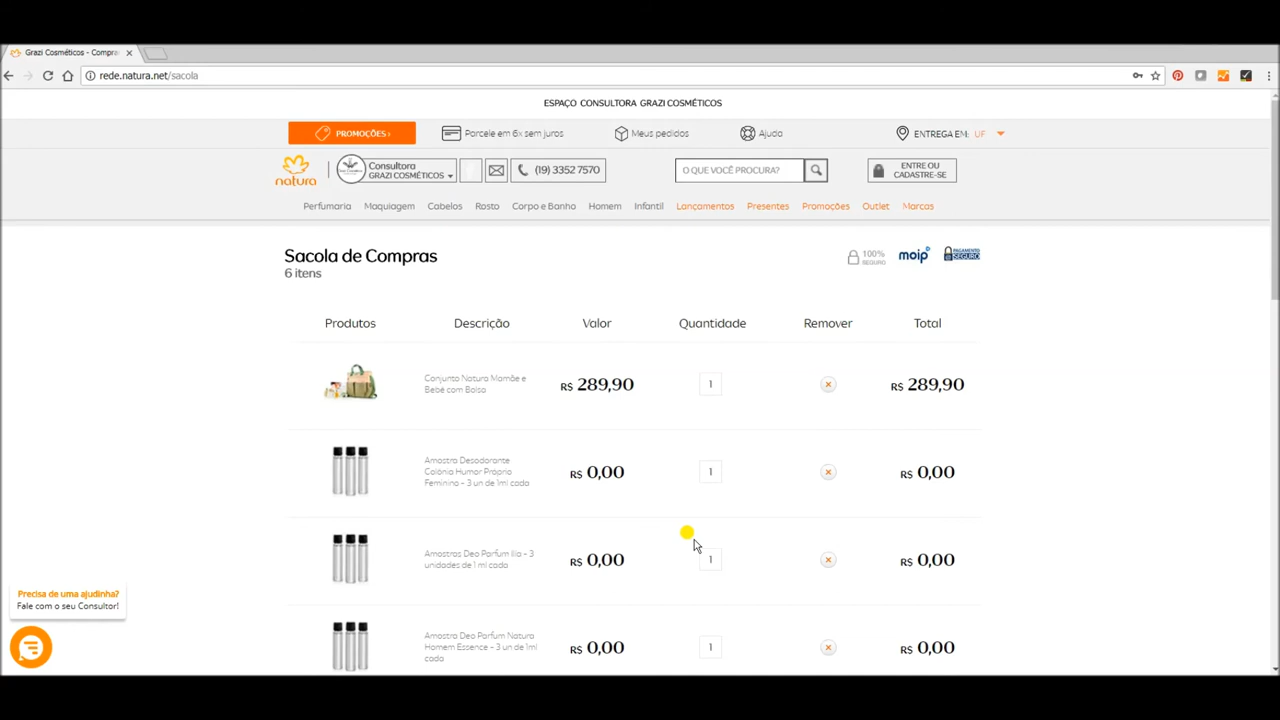 Grazi Cosméticos - Compra
rede.natura.net/sacola
ESPAÇO CONSULTORA GRAZI COSMÉTICOS
PROMOÇÕES ›
Parcele em 6x sem juros
Meus pedidos
Ajuda
ENTREGA EM: UF
natura
Consultora
GRAZI COSMÉTICOS
(19) 3352 7570
O QUE VOCÊ PROCURA?
ENTRE OU
CADASTRE-SE
Perfumaria Maquiagem Cabelos Rosto Corpo e Banho Homem Infantil Lançamentos Presentes Promoções Outlet Marcas
Sacola de Compras
6 itens
100%
SEGURO
moip
PAGAMENTO
SEGURO
Produtos Descrição Valor Quantidade Remover Total
Conjunto Natura Mamãe e
Bebê com Bolsa
R$ 289,90 1 R$ 289,90
Amostra Desodorante
Colônia Humor Próprio
Feminino - 3 un de 1ml cada
R$ 0,00 1 R$ 0,00
Amostras Deo Parfum Ilía - 3
unidades de 1 ml cada
R$ 0,00 1 R$ 0,00
Amostra Deo Parfum Natura
Homem Essence - 3 un de 1ml
cada
R$ 0,00 1 R$ 0,00
Precisa de uma ajudinha?
Fale com o seu Consultor!